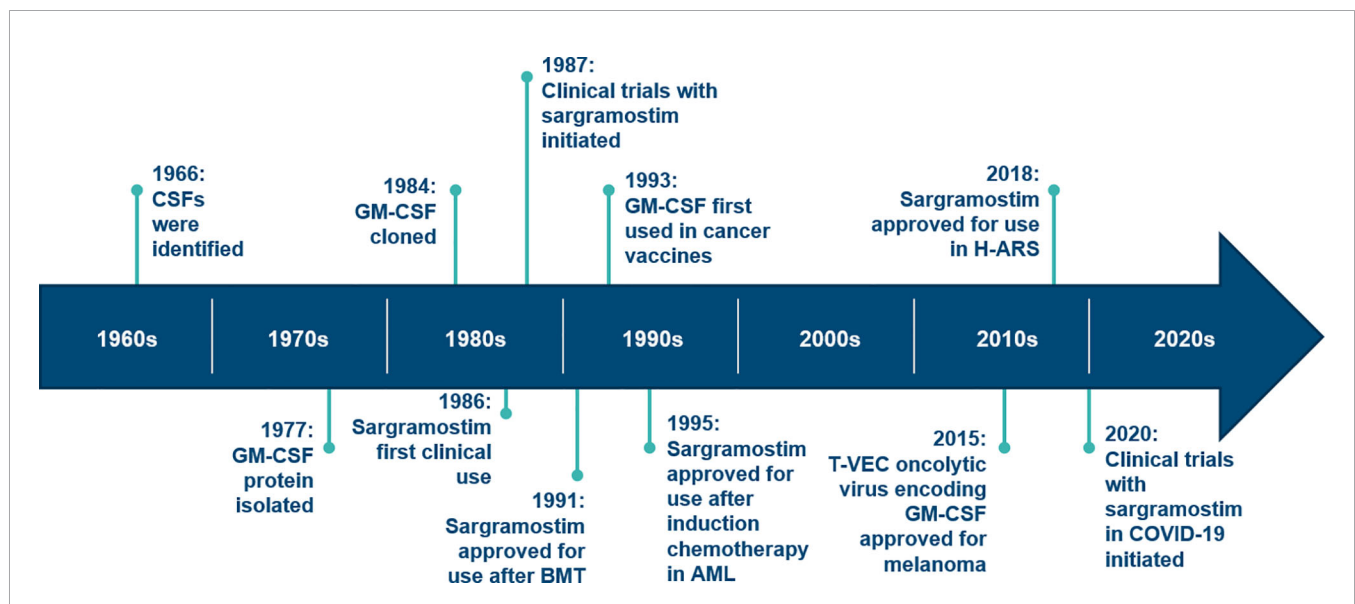 1987:
Clinical trials with
sargramostim
initiated
1966:
CSFs
were
identified
1984:
GM-CSF
cloned
1993:
GM-CSF first
used in cancer
vaccines
2018:
Sargramostim
approved for use
in H-ARS
1960s
1970s
1980s
1990s
2000s
2010s
2020s
1977:
GM-CSF
protein
isolated
1986:
Sargramostim
first clinical
use
1991:
Sargramostim
approved for
use after BMT
1995:
Sargramostim
approved for
use after
induction
chemotherapy
in AML
2015:
T-VEC oncolytic
virus encoding
GM-CSF
approved for
melanoma
2020:
Clinical trials
with
sargramostim
in COVID-19
initiated